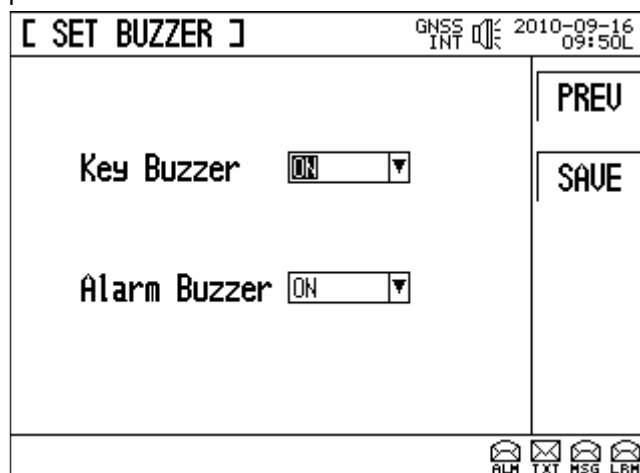 [ SET BUZZER ]
GNSS
INT
2010-09-16
09:50L
PREV
Key Buzzer
ON
SAVE
Alarm Buzzer
ON
ALM
TXT
MSG
LRM